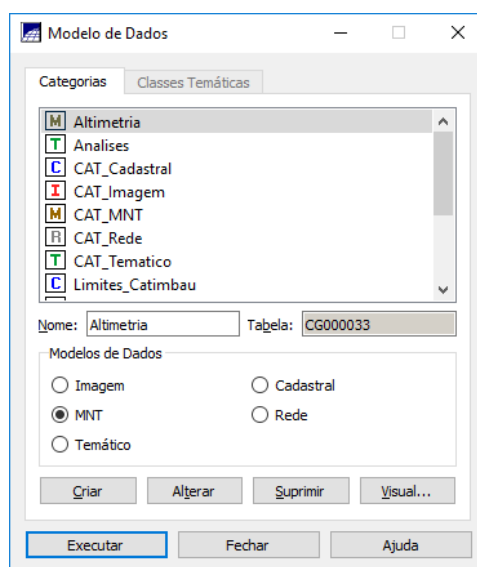 Modelo de Dados
Categorias Classes Temáticas
M Altimetria
T Analises
C CAT_Cadastral
I CAT_Imagem
M CAT_MNT
R CAT_Rede
T CAT_Tematico
C Limites_Catimbau
Nome: Altimetria Tabela: CG000033
Modelos de Dados
Imagem Cadastral
MNT Rede
Temático
Criar Alterar Suprimir Visual...
Executar Fechar Ajuda